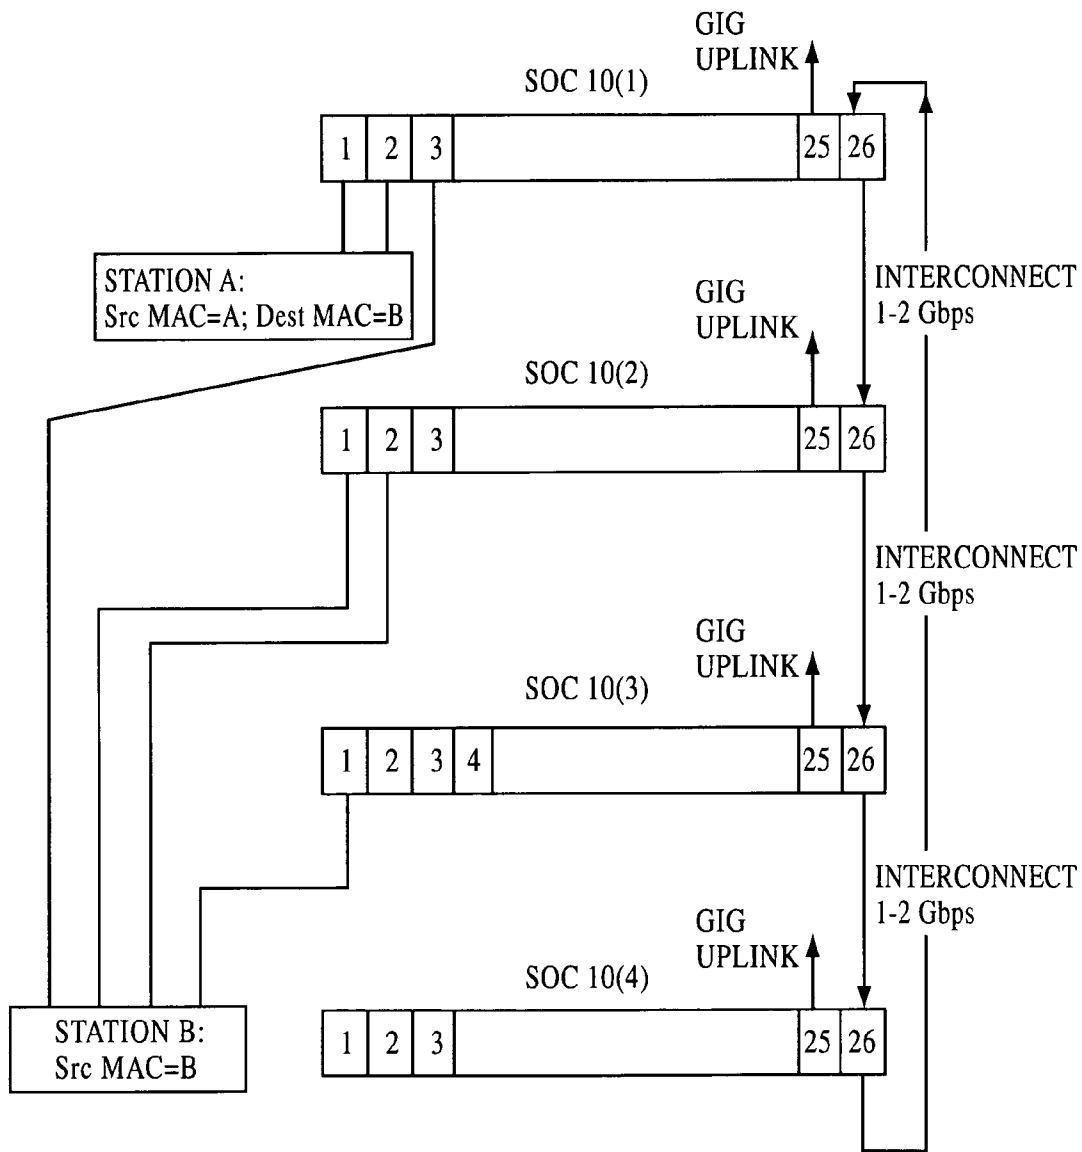 GIG
UPLINK
SOC 10(1)
1 2 3 25 26
STATION A:
Src MAC=A; Dest MAC=B
INTERCONNECT
1-2 Gbps
GIG
UPLINK
SOC 10(2)
1 2 3 25 26
INTERCONNECT
1-2 Gbps
GIG
UPLINK
SOC 10(3)
1 2 3 4 25 26
INTERCONNECT
1-2 Gbps
GIG
UPLINK
SOC 10(4)
1 2 3 25 26
STATION B:
Src MAC=B